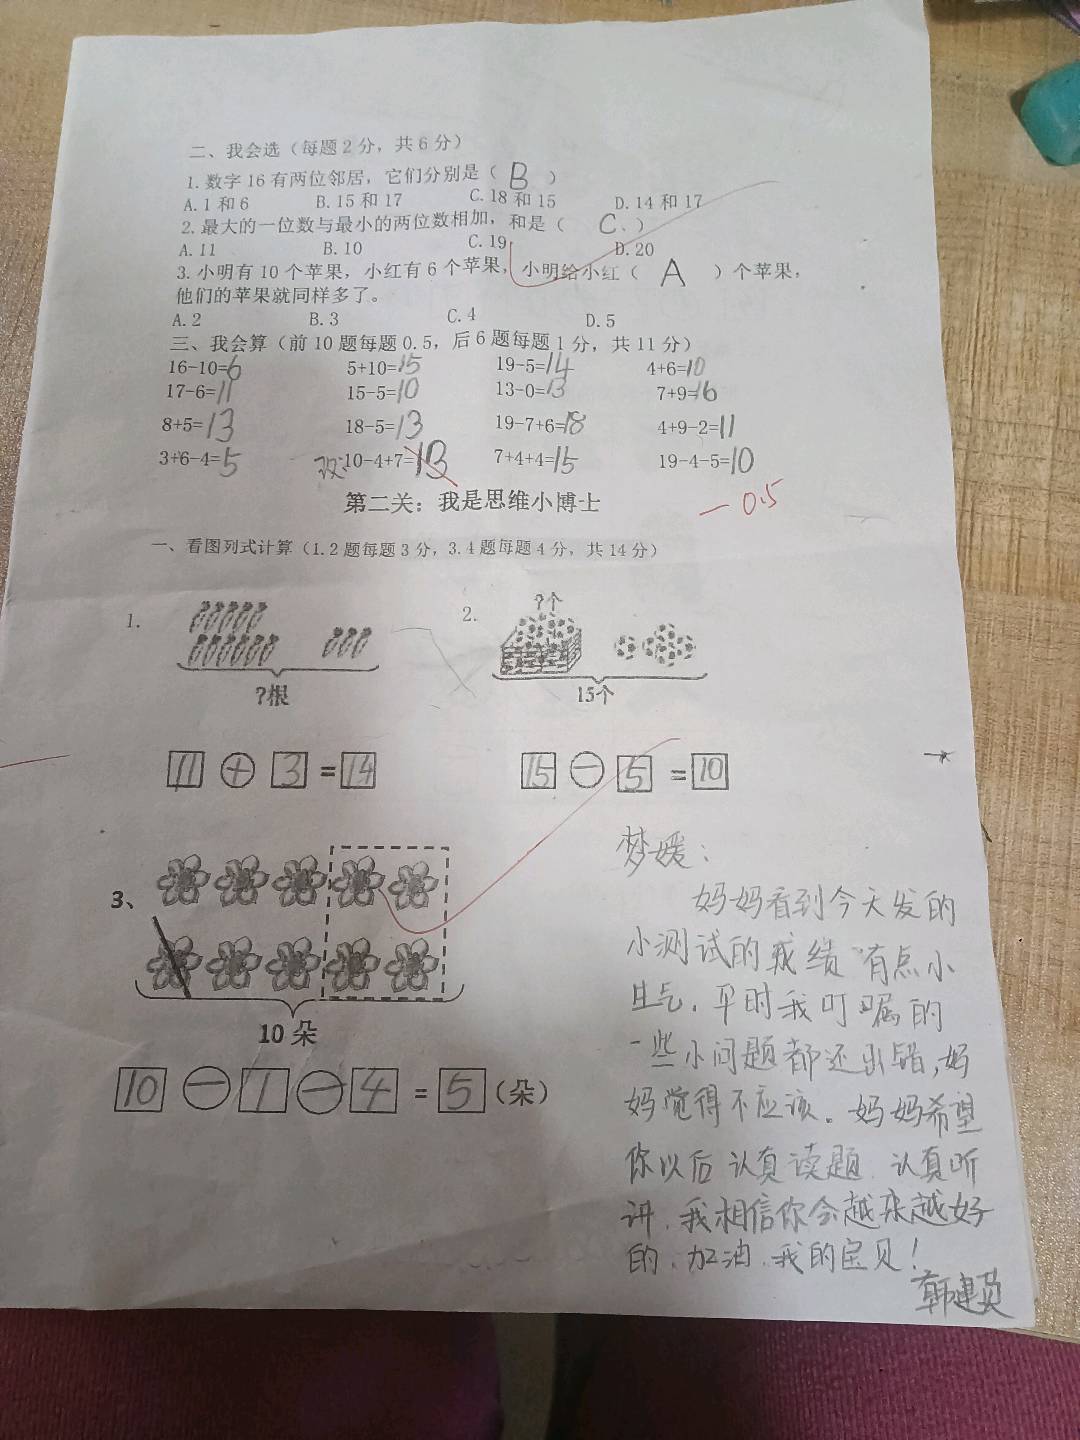 二、我会选（每题2分，共6分）
1.数字16有两位邻居，它们分别是（ B ）
A.1和6 B.15和17 C.18和15 D.14和17
2.最大的一位数与最小的两位数相加，和是（ C ）
A.11 B.10 C.19 D.20
3.小明有10个苹果，小红有6个苹果，小明给小红（ A ）个苹果，
他们的苹果就同样多了。
A.2 B.3 C.4 D.5
三、我会算（前10题每题0.5，后6题每题1分，共11分）
16-10=6 5+10=15 19-5=14 4+6=10
17-6=11 15-5=10 13-0=13 7+9=16
8+5=13 18-5=13 19-7+6=18 4+9-2=11
3+6-4=5 改:10-4+7=13 7+4+4=15 19-4-5=10
第二关：我是思维小博士
-0.5
一、看图列式计算（1.2题每题3分，3.4题每题4分，共14分）
1. 2. ?个
?根 15个
11+3=14 15-5=10
3、
10朵
10-1-4=5(朵)
梦媛：
妈妈看到今天发的
小测试的成绩有点小
生气，平时我叮嘱的
一些小问题都还出错，妈
妈觉得不应该。妈妈希望
你以后认真读题，认真听
讲，我相信你会越来越好
的，加油，我的宝贝！
韩建英